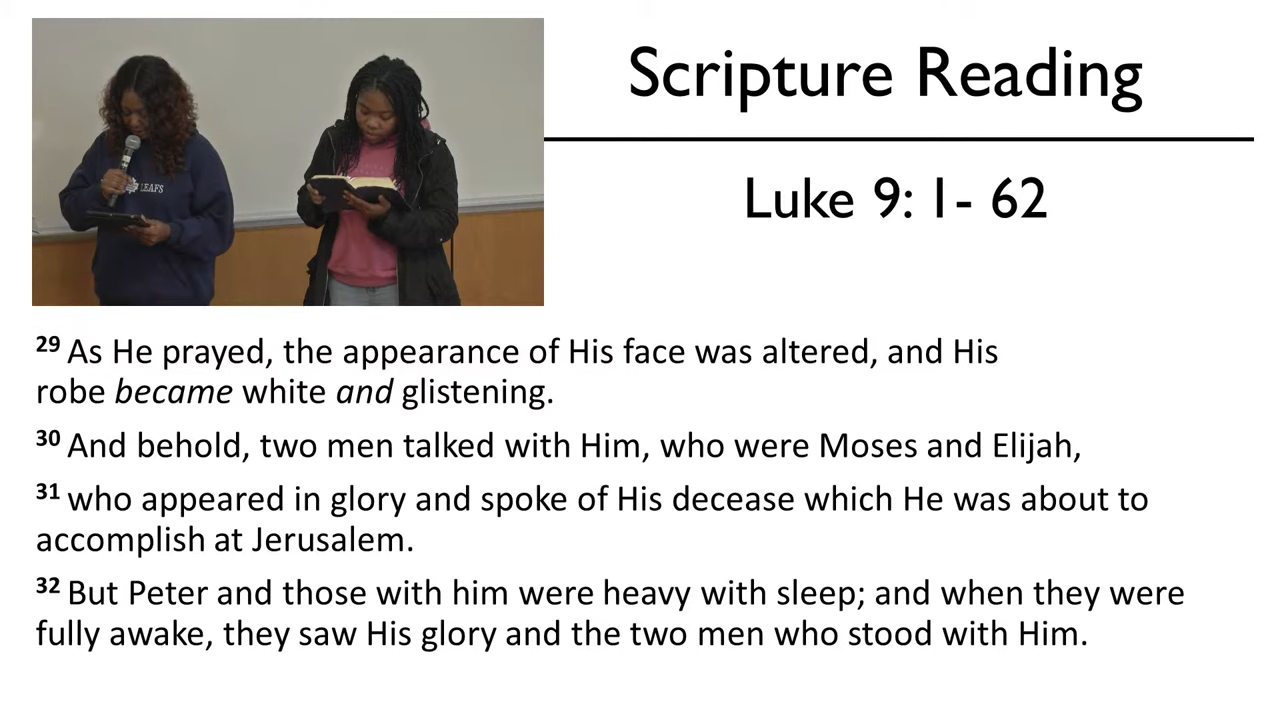 LEAFS
Scripture Reading
Luke 9: 1- 62
29 As He prayed, the appearance of His face was altered, and His
robe became white and glistening.
30 And behold, two men talked with Him, who were Moses and Elijah,
31 who appeared in glory and spoke of His decease which He was about to
accomplish at Jerusalem.
32 But Peter and those with him were heavy with sleep; and when they were
fully awake, they saw His glory and the two men who stood with Him.